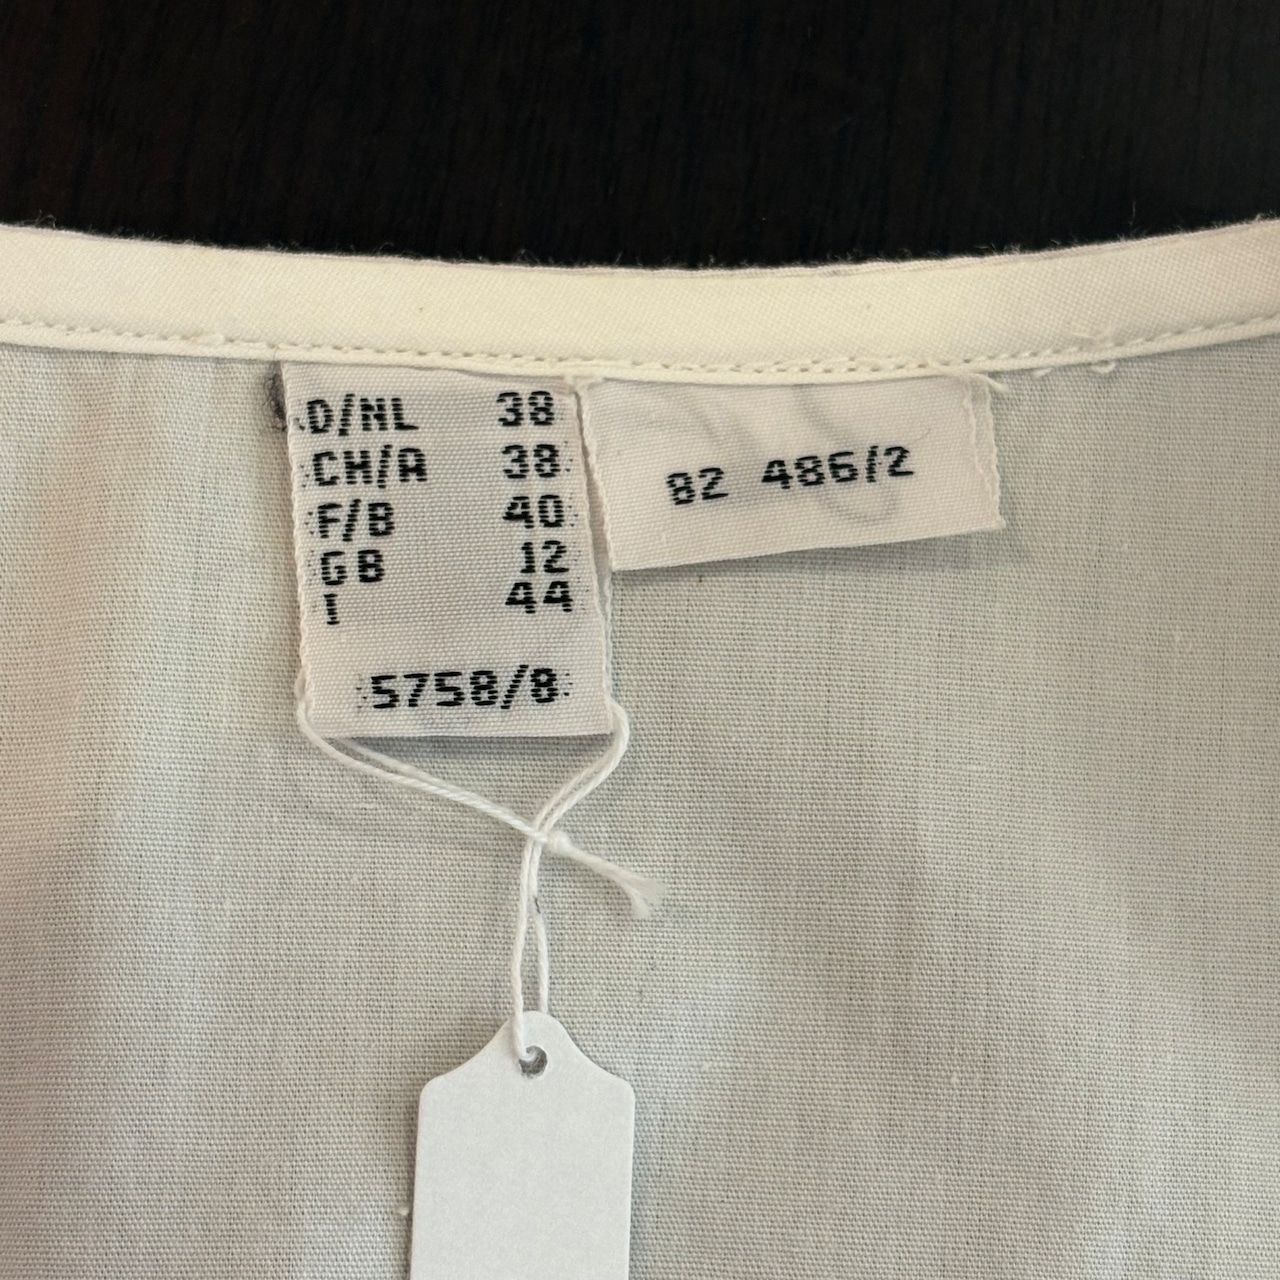 D/NL 38
CH/A 38
F/B 40
GB 12
I 44
5758/8
82 486/2